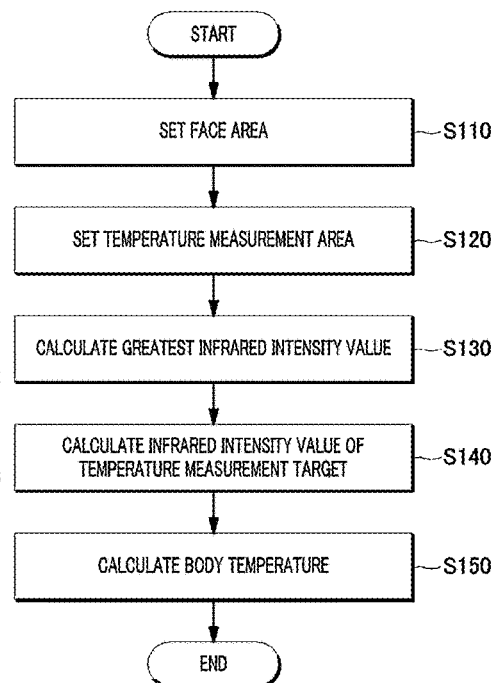 START
SET FACE AREA
S110
SET TEMPERATURE MEASUREMENT AREA
S120
CALCULATE GREATEST INFRARED INTENSITY VALUE
S130
CALCULATE INFRARED INTENSITY VALUE OF
TEMPERATURE MEASUREMENT TARGET
S140
CALCULATE BODY TEMPERATURE
S150
END